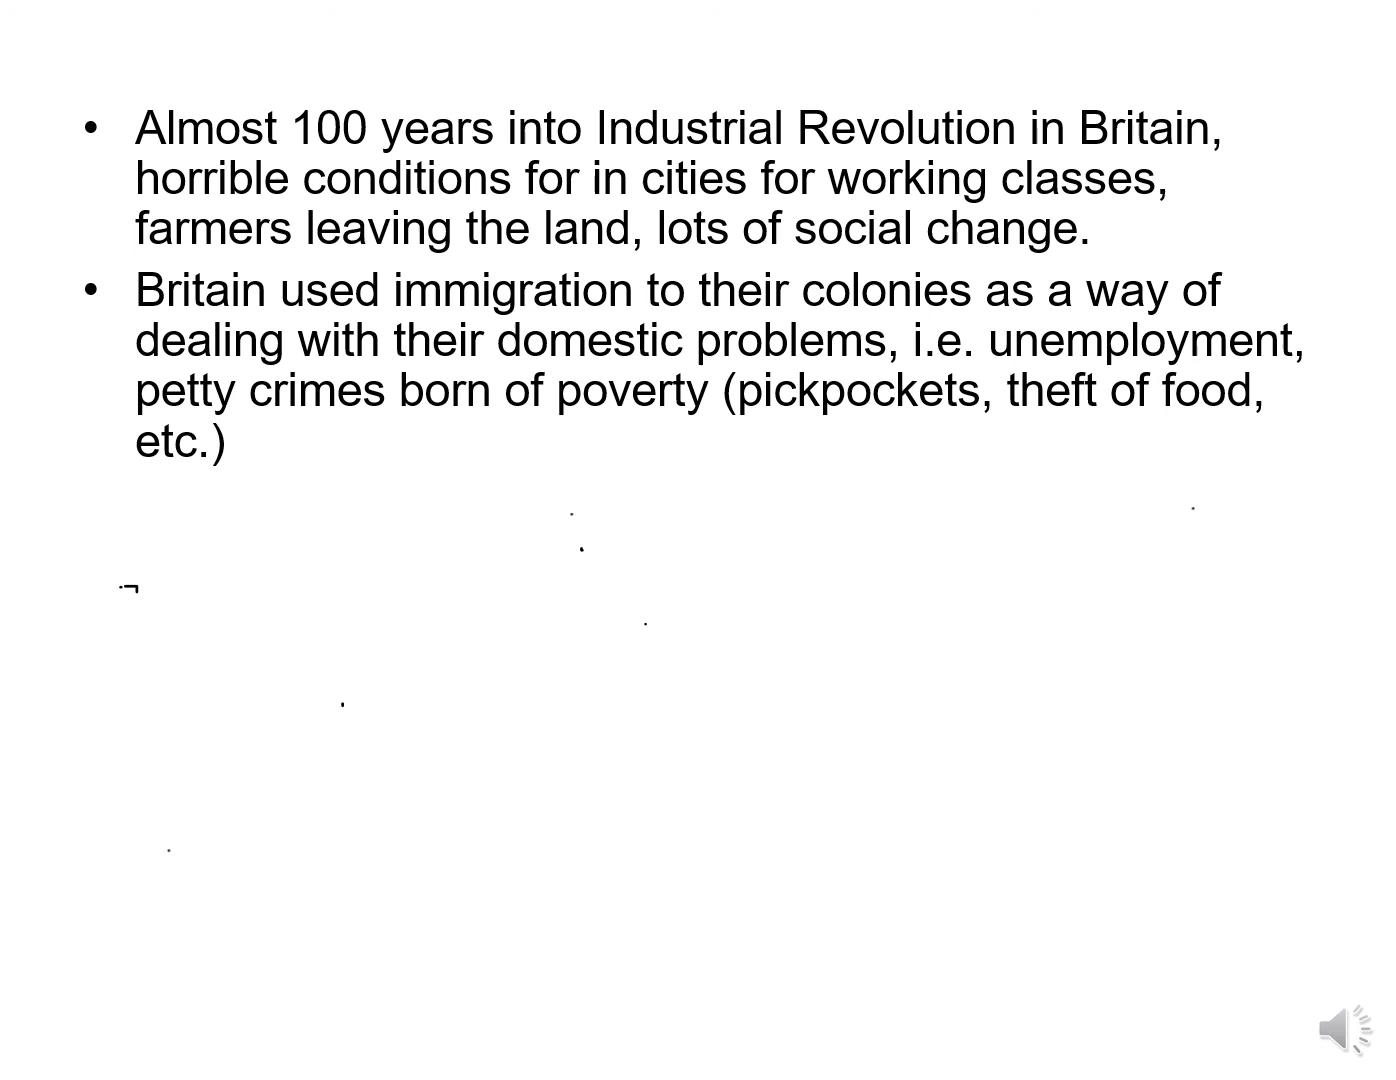 • Almost 100 years into Industrial Revolution in Britain,
horrible conditions for in cities for working classes,
farmers leaving the land, lots of social change.
• Britain used immigration to their colonies as a way of
dealing with their domestic problems, i.e. unemployment,
petty crimes born of poverty (pickpockets, theft of food,
etc.)